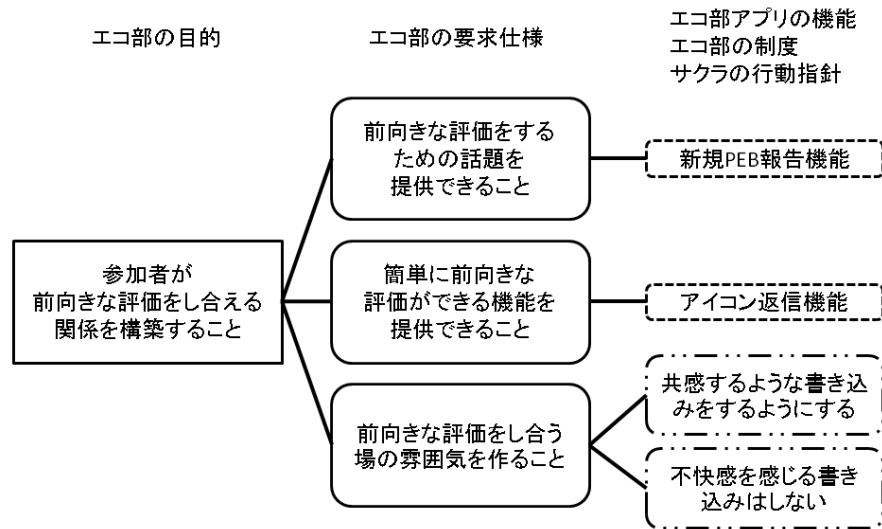 エコ部の目的
エコ部の要求仕様
エコ部アプリの機能
エコ部の制度
サクラの行動指針
参加者が
前向きな評価をし合える
関係を構築すること
前向きな評価をする
ための話題を
提供できること
新規PEB報告機能
簡単に前向きな
評価ができる機能を
提供できること
アイコン返信機能
前向きな評価をし合う
場の雰囲気を作ること
共感するような書き込
みをするようにする
不快感を感じる書き
込みはしない